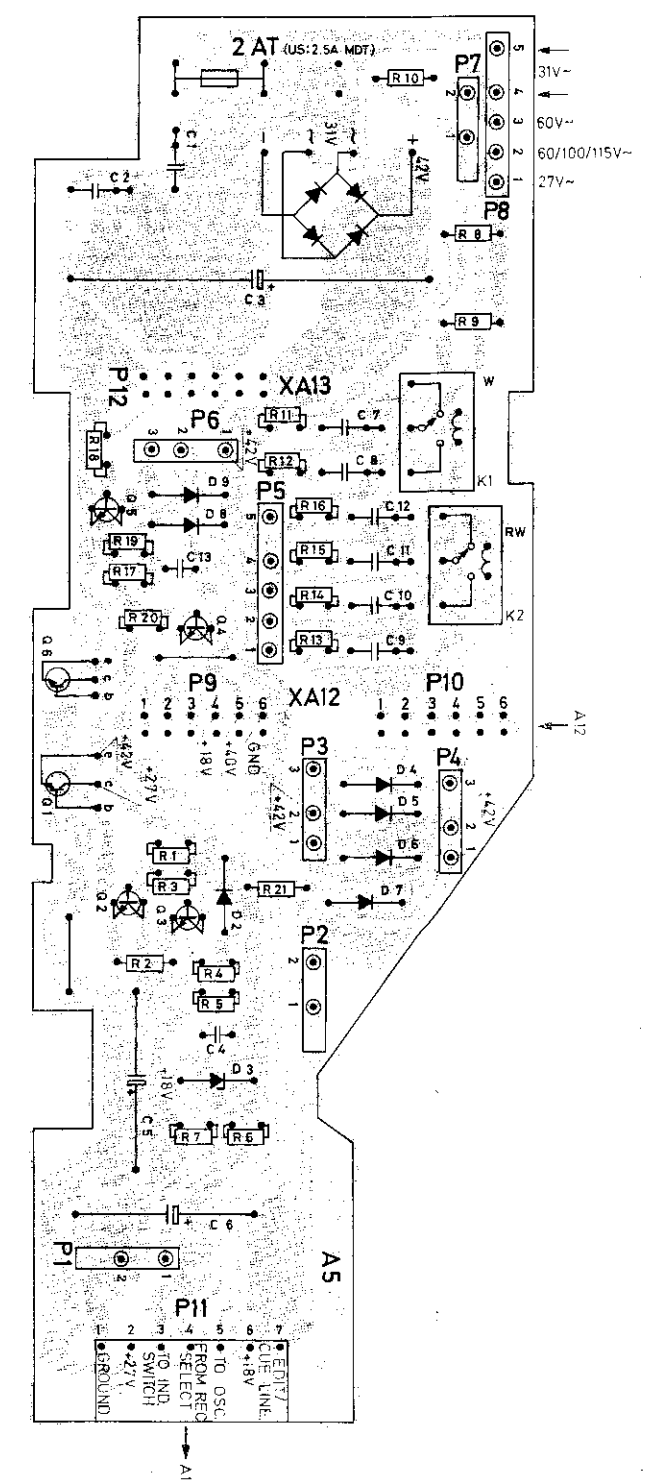 2 AT (US: 2.5A MDT.)
R 10
P7
2
1
5
4
3
2
1
31V~
60V~
60/100/115V~
27V~
P8
C 1
C 2
-
~
31V
~
+
42V
R 8
C 3
+
R 9
P12
XA13
P6
3
2
1
+42V
R18
R11
R12
C 7
C 8
W
K1
Q 5
D 9
D 8
P5
5
4
3
2
1
R 16
R 15
R 14
R 13
C 12
C 11
C 10
C 9
RW
K2
R 19
R 17
C 13
R 20
Q 4
Q 6
e
c
b
P9
1 2 3 4 5 6
+18V
+40V
GND
XA12
P10
1 2 3 4 5 6
A12
Q 1
e
c
b
+42V
+27V
P3
3
2
1
+42V
D 4
D 5
D 6
D 7
P4
3
2
1
+42V
R 1
R 3
Q 2
Q 3
D 2
R 21
P2
2
1
R 2
R 4
R 5
C 4
+18V
D 3
C 5
+
R 7
R 6
C 6
+
P1
2
1
A5
P11
1 2 3 4 5 6 7
GROUND
+27V
TO IND.
SWITCH
FROM REC
SELECT
TO OSC.
+18V
EDIT/
CUE LINE